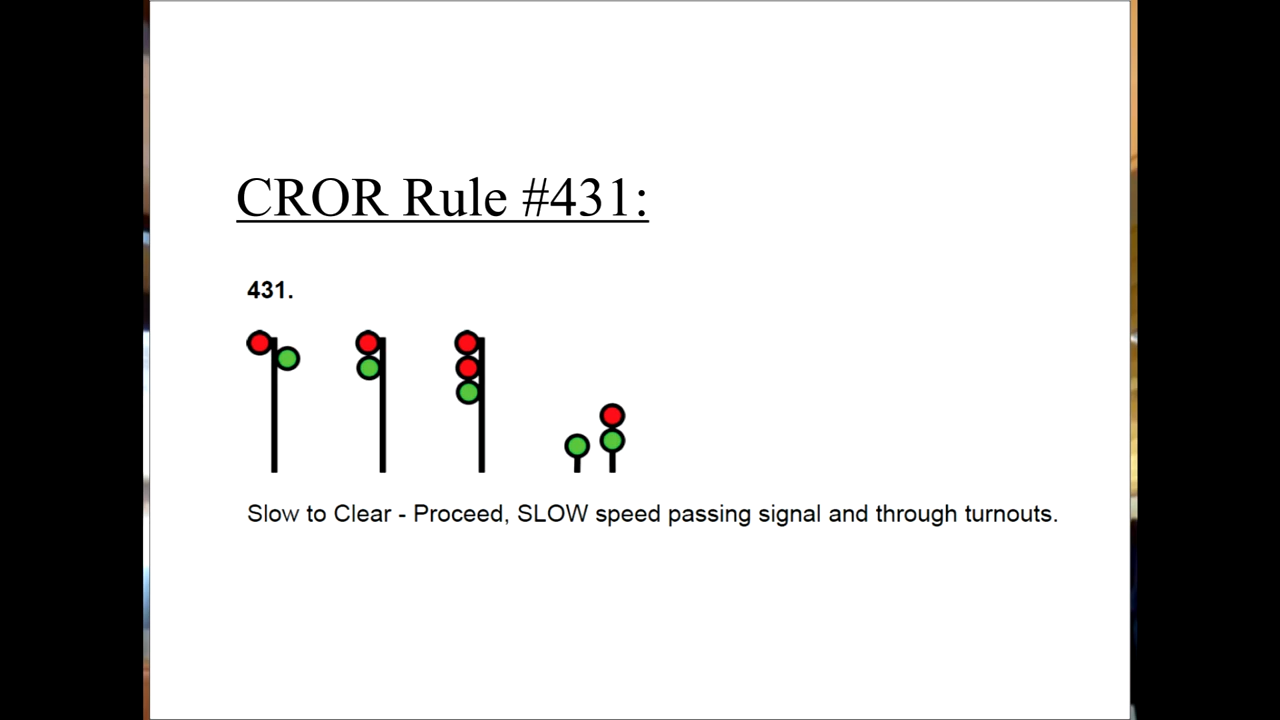 CROR Rule #431:
431.
Slow to Clear - Proceed, SLOW speed passing signal and through turnouts.